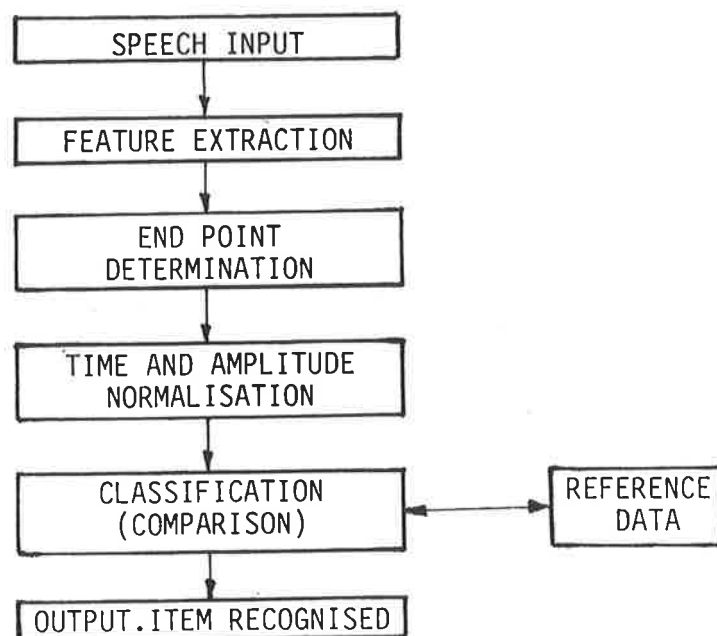 SPEECH INPUT
FEATURE EXTRACTION
END POINT
DETERMINATION
TIME AND AMPLITUDE
NORMALISATION
CLASSIFICATION
(COMPARISON)
REFERENCE
DATA
OUTPUT.ITEM RECOGNISED